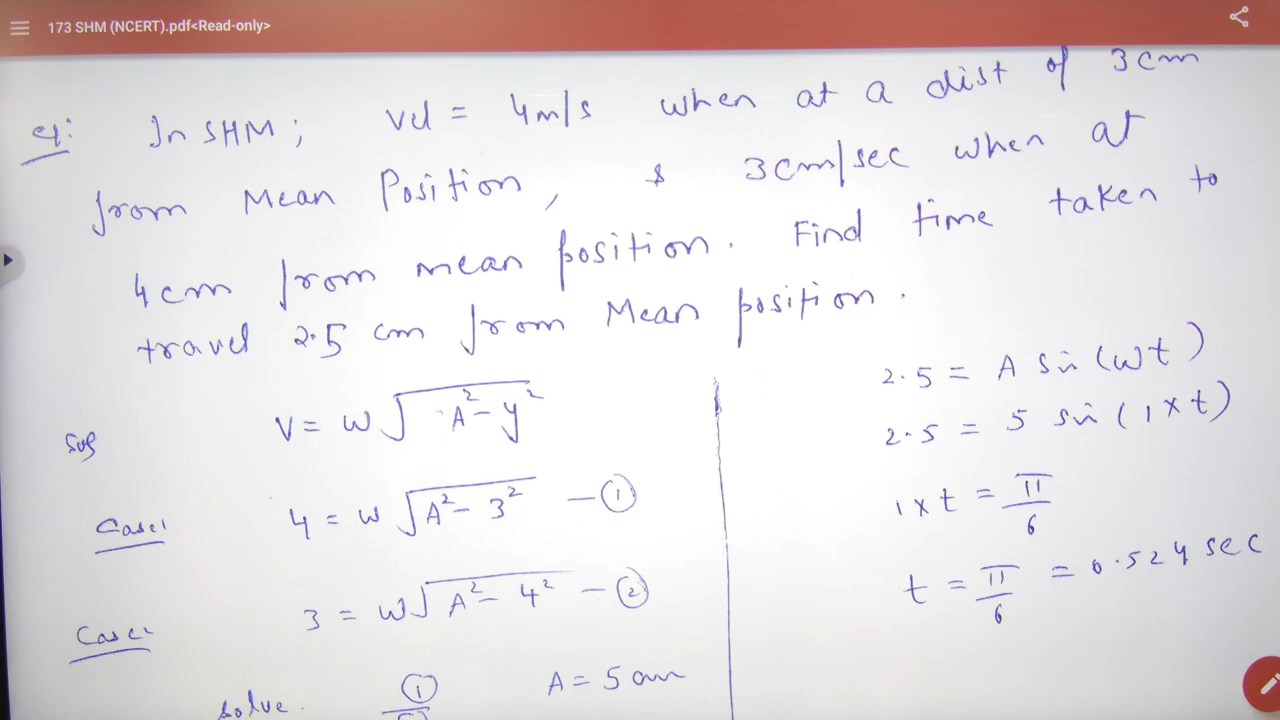 173 SHM (NCERT).pdf<Read-only>
eg: In SHM; vel = 4m/s when at a dist of 3cm
from Mean Position, & 3cm/sec when at
4cm from mean position. Find time taken to
travel 2.5 cm from Mean position.
V = w√A² - y²
Case1 4 = w√A² - 3² - ①
3 = w√A² - 4² - ②
solve. ① A = 5 cm
2.5 = A sin (wt)
2.5 = 5 sin (1 x t)
1 x t = π/6
t = π/6 = 0.524 sec